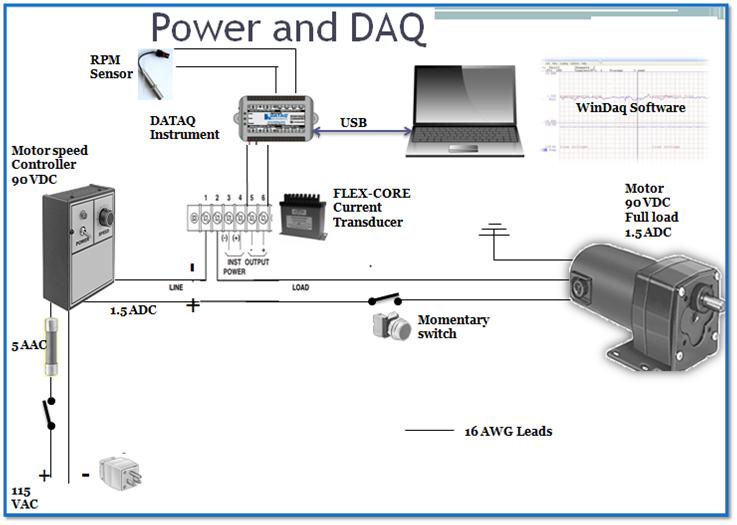 Power and DAQ
RPM
Sensor
DATAQ
Instrument
DATAQ
USB
WinDaq Software
Motor speed
Controller
90 VDC
POWER
SPEED
1 2 3 4 5 6
(-) (+) - +
INST OUTPUT
POWER
FLEX-CORE
Current
Transducer
Motor
90 VDC
Full load
1.5 ADC
-
LINE
LOAD
1.5 ADC
+
Momentary
switch
5 AAC
16 AWG Leads
+ -
115
VAC